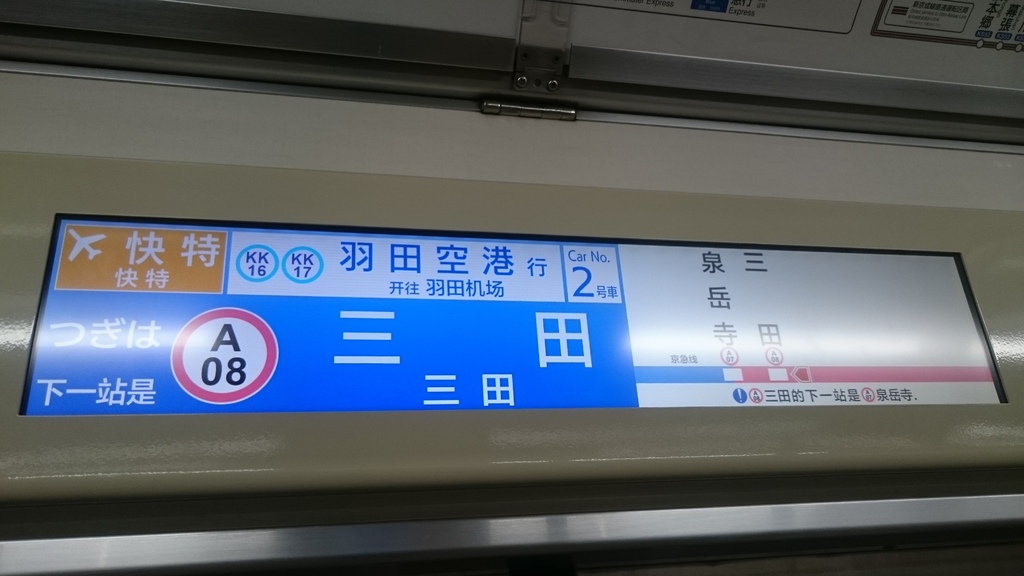 Express
快特
快特
KK 16
KK 17
羽田空港 行
开往 羽田机场
Car No.
2号車
つぎは
A 08
三田
下一站是
三田
泉岳寺
三田
京急线
三田的下一站是
泉岳寺.